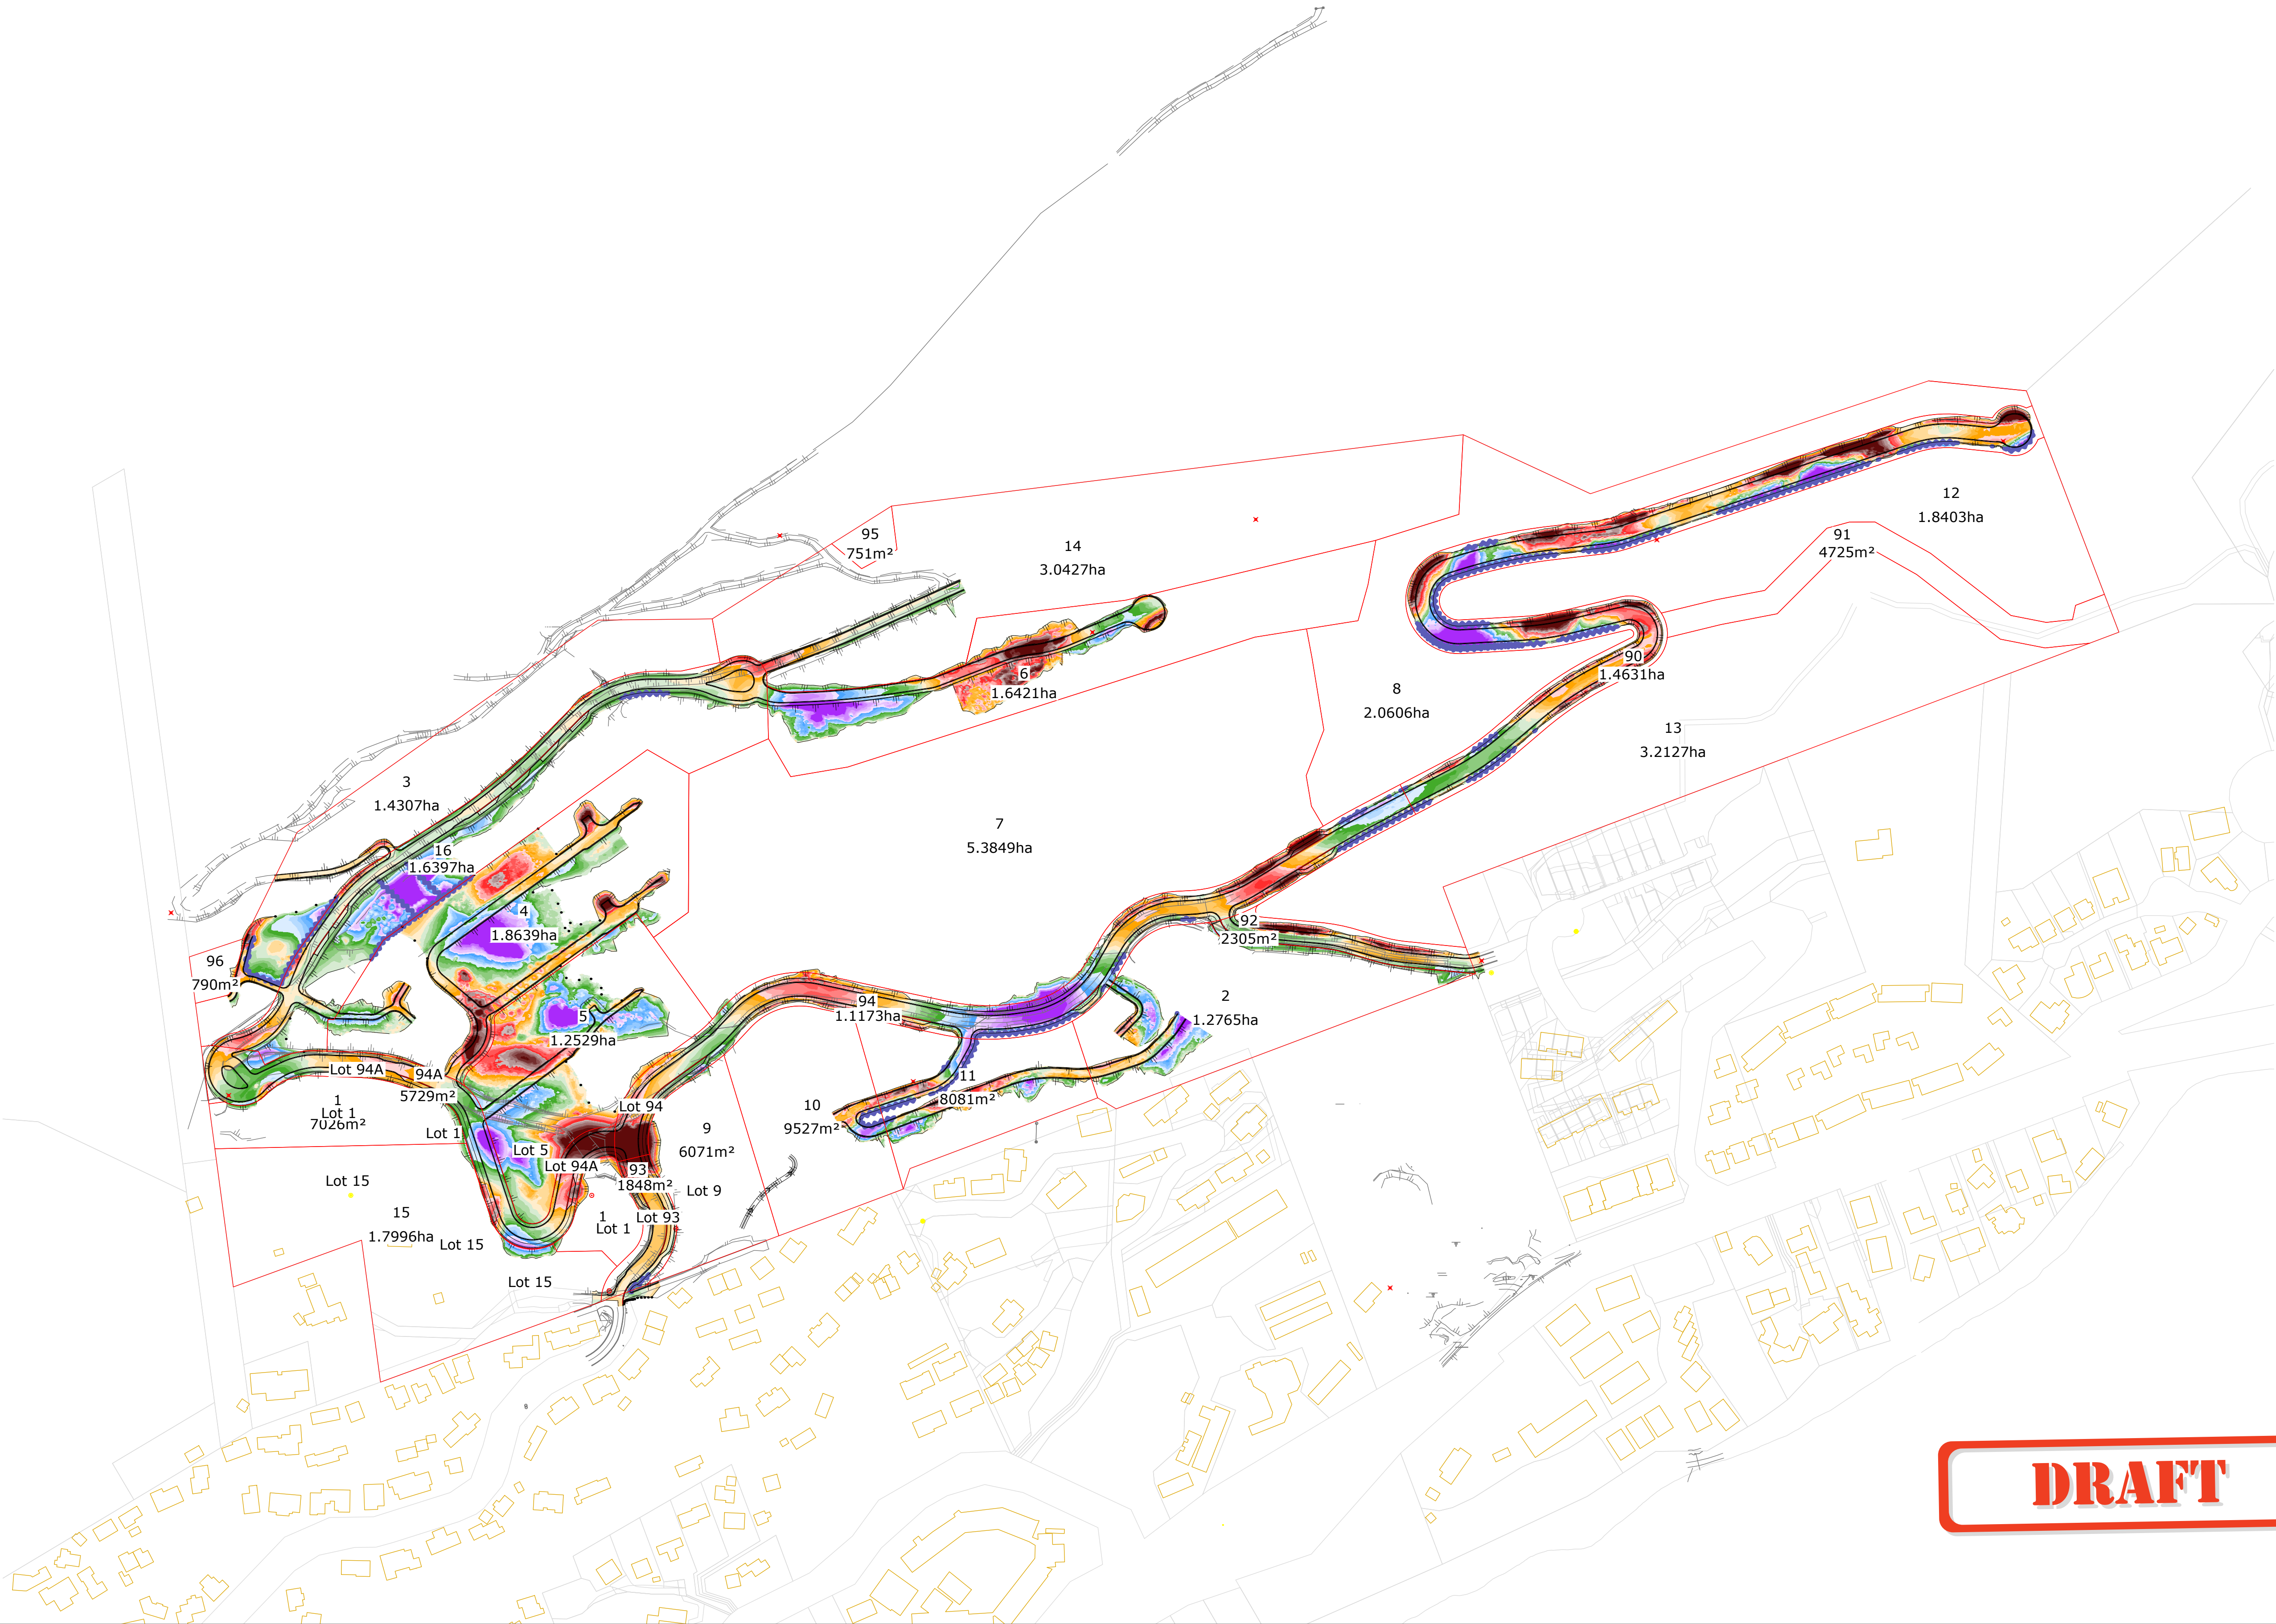 12
1.8403ha
95
751m²
91
4725m²
14
3.0427ha
90
1.4631ha
6
1.6421ha
8
2.0606ha
13
3.2127ha
3
1.4307ha
7
5.3849ha
16
1.6397ha
4
1.8639ha
92
2305m²
96
790m²
94
1.1173ha
2
1.2765ha
5
1.2529ha
Lot 94A
94A
5729m²
11
8081m²
1
Lot 1
7026m²
Lot 94
10
9527m²
Lot 1
9
6071m²
Lot 5
Lot 94A
93
1848m²
Lot 15
Lot 9
15
1.7996ha
1
Lot 1
Lot 93
Lot 15
Lot 15
DRAFT